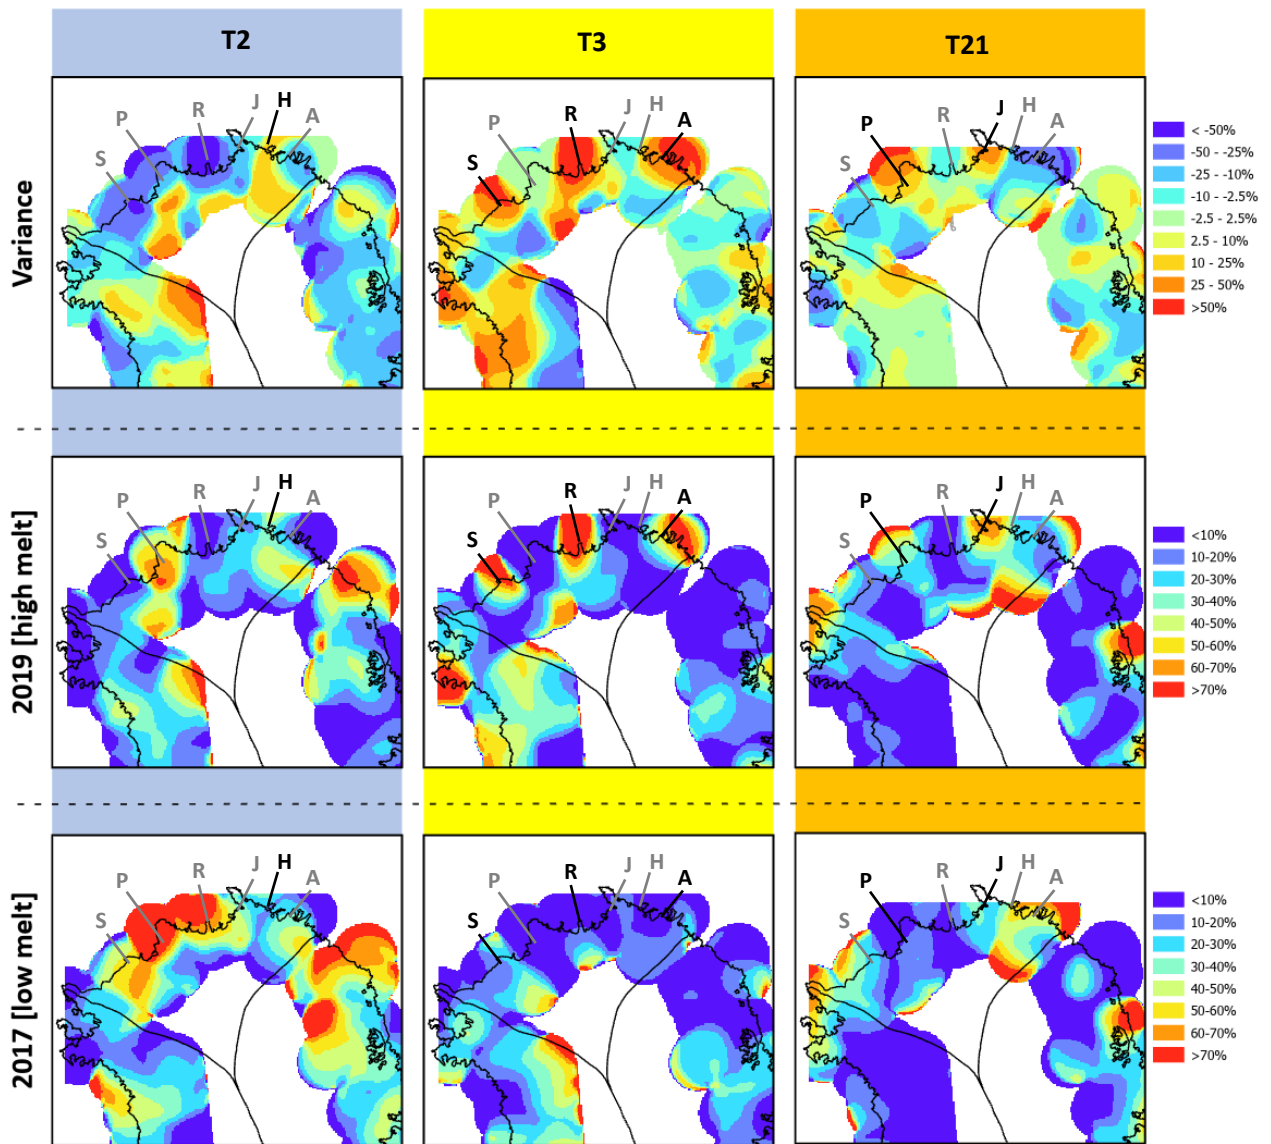 T2
T3
T21
Variance
S
P
R
J
H
A
S
P
R
J
H
A
S
P
R
J
H
A
< -50%
-50 - -25%
-25 - -10%
-10 - -2.5%
-2.5 - 2.5%
2.5 - 10%
10 - 25%
25 - 50%
>50%
2019 [high melt]
S
P
R
J
H
A
S
P
R
J
H
A
S
P
R
J
H
A
<10%
10-20%
20-30%
30-40%
40-50%
50-60%
60-70%
>70%
2017 [low melt]
S
P
R
J
H
A
S
P
R
J
H
A
S
P
R
J
H
A
<10%
10-20%
20-30%
30-40%
40-50%
50-60%
60-70%
>70%